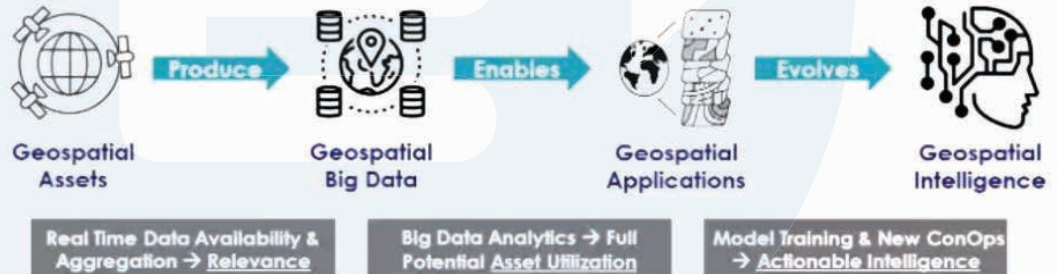 Produce
Enables
Evolves
Geospatial
Assets
Geospatial
Big Data
Geospatial
Applications
Geospatial
Intelligence
Real Time Data Availability &
Aggregation → Relevance
Big Data Analytics → Full
Potential Asset Utilization
Model Training & New ConOps
→ Actionable Intelligence